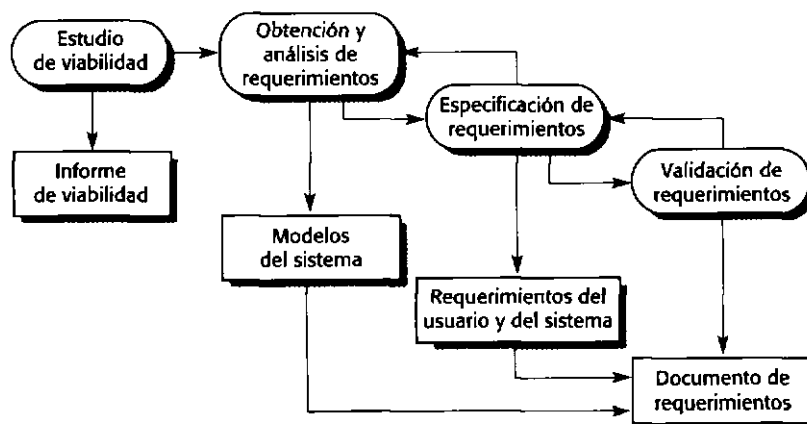 Estudio
de viabilidad
Obtención y
análisis de
requerimientos
Especificación de
requerimientos
Validación de
requerimientos
Informe
de viabilidad
Modelos
del sistema
Requerimientos del
usuario y del sistema
Documento de
requerimientos